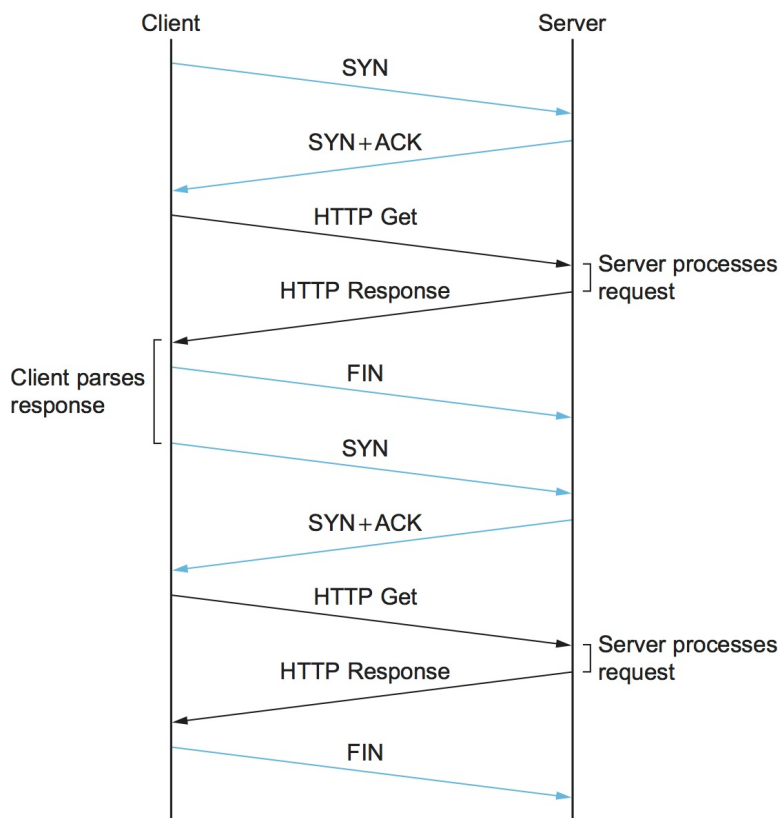 Client
Server
SYN
SYN+ACK
HTTP Get
Server processes
request
HTTP Response
Client parses
response
FIN
SYN
SYN+ACK
HTTP Get
Server processes
request
HTTP Response
FIN